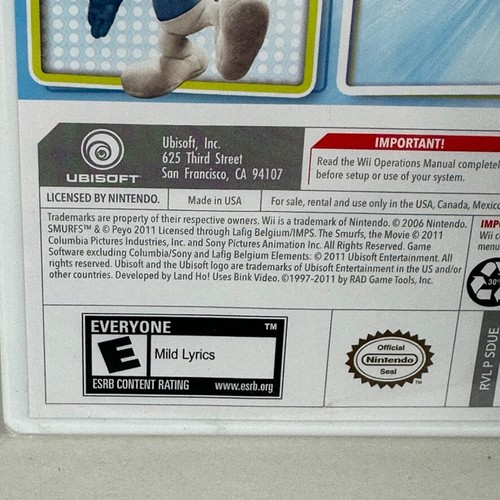 UBISOFT
Ubisoft, Inc.
625 Third Street
San Francisco, CA 94107
IMPORTANT!
Read the Wii Operations Manual complete
before setup or use of your system.
LICENSED BY NINTENDO.
Made in USA
For sale, rental and use only in the USA, Canada, Mexic
Trademarks are property of their respective owners. Wii is a trademark of Nintendo. © 2006 Nintendo.
SMURFS™ & © Peyo 2011 Licensed through Lafig Belgium/IMPS. The Smurfs, the Movie © 2011
Columbia Pictures Industries, Inc. and Sony Pictures Animation Inc. All Rights Reserved. Game
Software excluding Columbia/Sony and Lafig Belgium Elements: © 2011 Ubisoft Entertainment. All
rights reserved. Ubisoft and the Ubisoft logo are trademarks of Ubisoft Entertainment in the US and/or
other countries. Developed by Land Ho! Uses Bink Video. ©1997-2011 by RAD Game Tools, Inc.
IMP
Wii c
menu
30%
EVERYONE
TM
E
Mild Lyrics
ESRB CONTENT RATING
www.esrb.org
Official
Nintendo
Seal
TM
RVL P SDUE